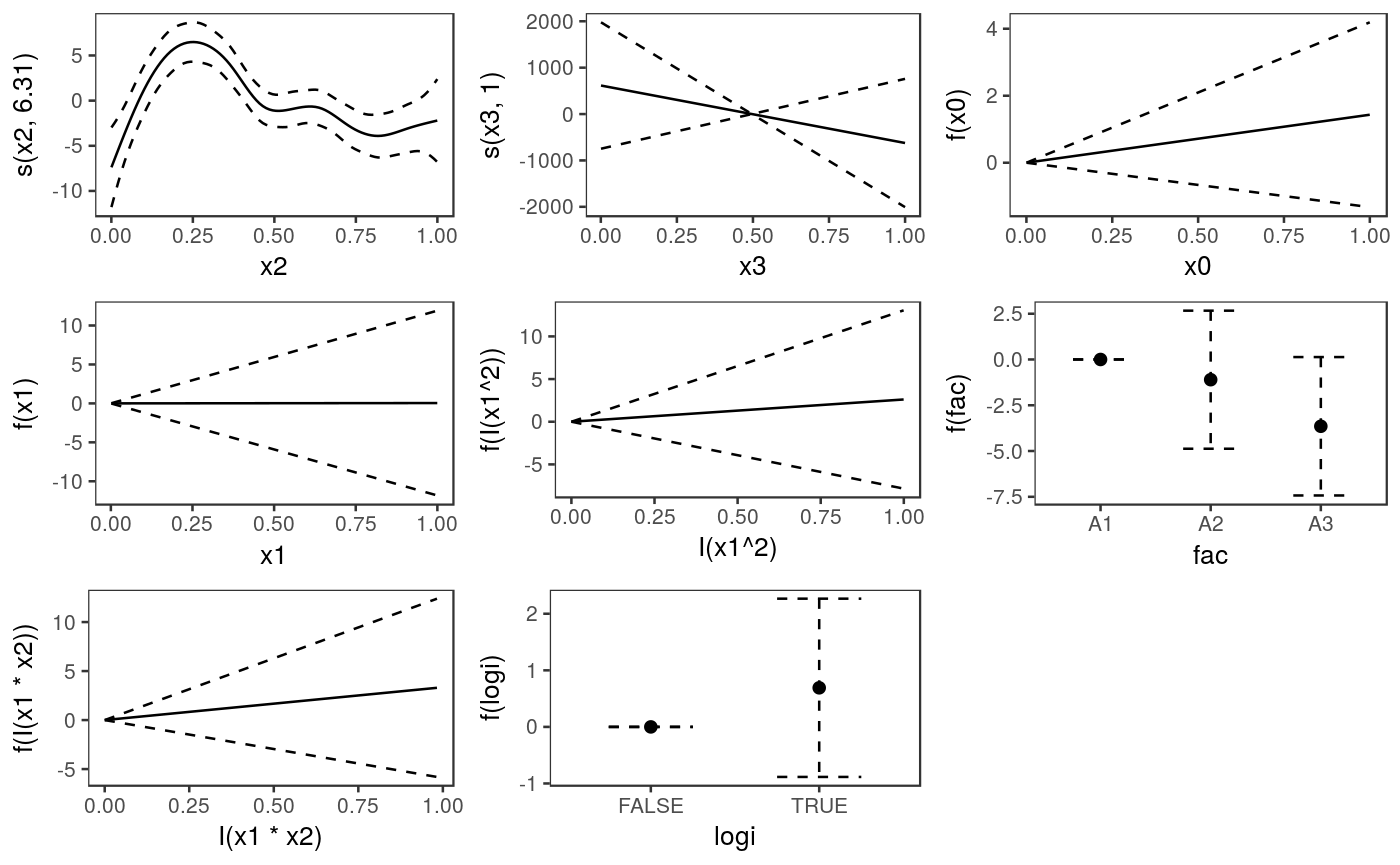 s(x2, 6.31)
5
0
-5
-10
0.00 0.25 0.50 0.75 1.00
x2
s(x3, 1)
2000
1000
0
-1000
-2000
0.00 0.25 0.50 0.75 1.00
x3
f(x0)
4
2
0
0.00 0.25 0.50 0.75 1.00
x0
f(x1)
10
5
0
-5
-10
0.00 0.25 0.50 0.75 1.00
x1
f(I(x1^2))
10
5
0
-5
0.00 0.25 0.50 0.75 1.00
I(x1^2)
f(fac)
2.5
0.0
-2.5
-5.0
-7.5
A1 A2 A3
fac
f(I(x1 * x2))
10
5
0
-5
0.00 0.25 0.50 0.75 1.00
I(x1 * x2)
f(logi)
2
1
0
-1
FALSE TRUE
logi